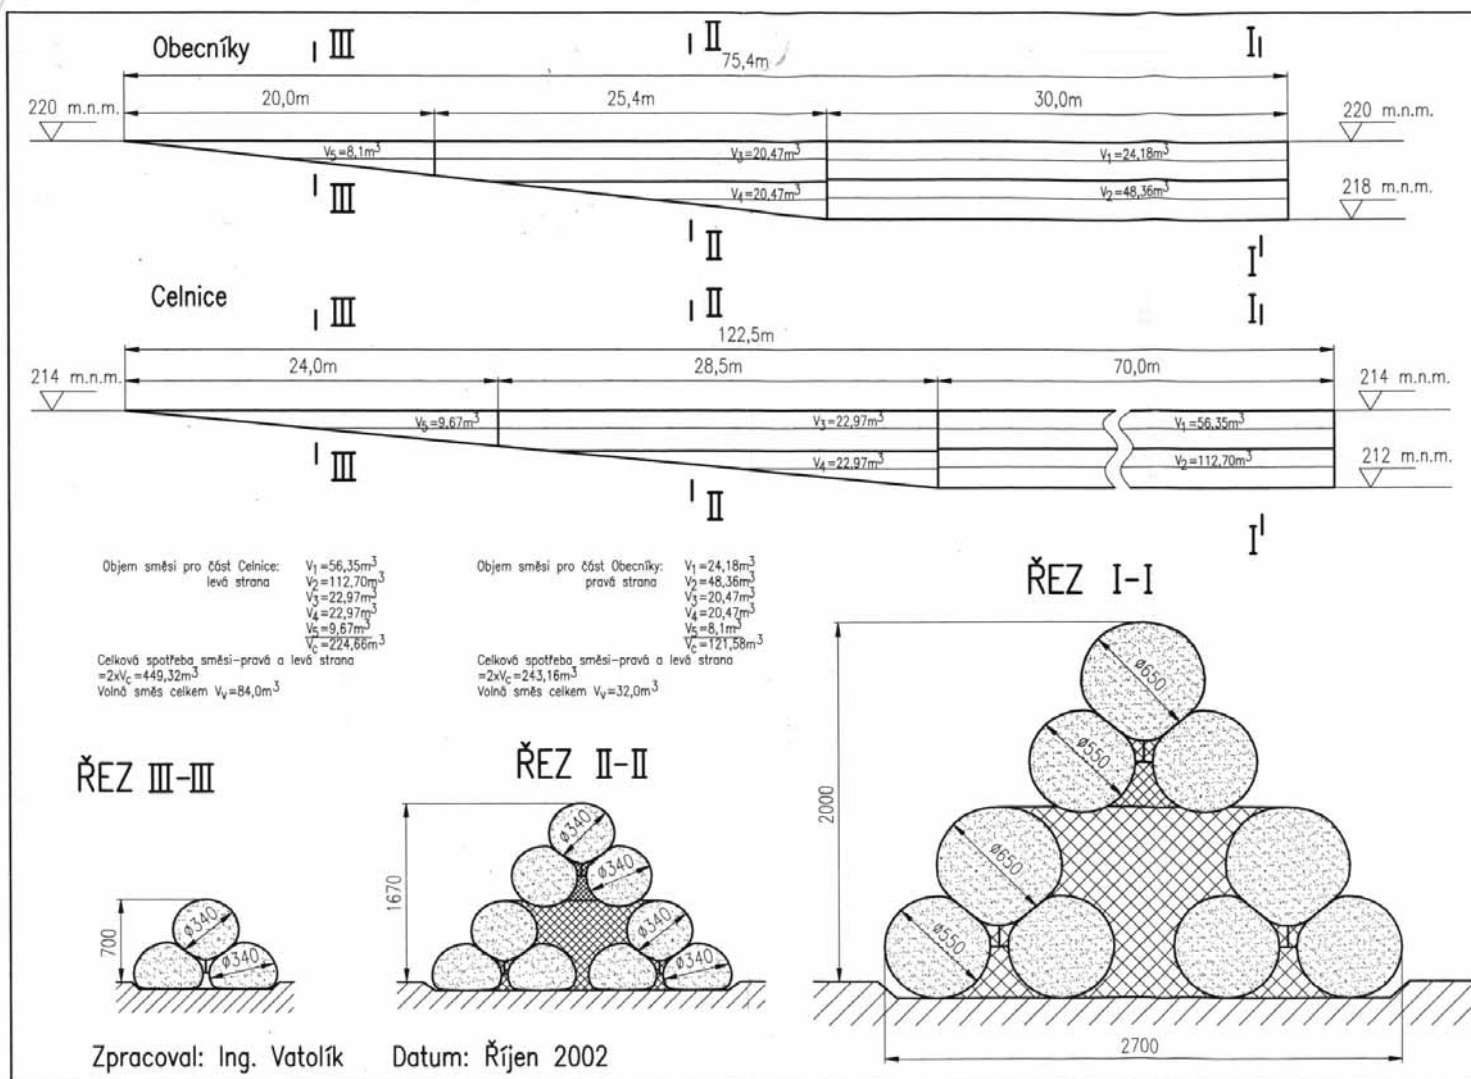 Obecníky
III
II
I
75,4m
20,0m
25,4m
30,0m
220 m.n.m.
220 m.n.m.
V5=8,1m3
V3=20,47m3
V1=24,18m3
V4=20,47m3
V2=48,36m3
218 m.n.m.
III
II
I
Celnice
III
II
I
122,5m
24,0m
28,5m
70,0m
214 m.n.m.
214 m.n.m.
V5=9,67m3
V3=22,97m3
V1=56,35m3
V4=22,97m3
V2=112,70m3
212 m.n.m.
III
II
I
Objem směsi pro část Celnice: V1=56,35m3
levá strana V2=112,70m3
V3=22,97m3
V4=22,97m3
V5=9,67m3
Vc=224,66m3
Celková spotřeba směsi-pravá a levá strana
=2xVc=449,32m3
Volná směs celkem Vv=84,0m3
Objem směsi pro část Obecníky: V1=24,18m3
pravá strana V2=48,36m3
V3=20,47m3
V4=20,47m3
V5=8,1m3
Vc=121,58m3
Celková spotřeba směsi-pravá a levá strana
=2xVc=243,16m3
Volná směs celkem Vv=32,0m3
ŘEZ I-I
ø650
ø550
2000
ø650
ø550
2700
ŘEZ III-III
700
ø340
ø340
ŘEZ II-II
1670
ø340
ø340
ø340
ø340
Zpracoval: Ing. Vatolík Datum: Říjen 2002